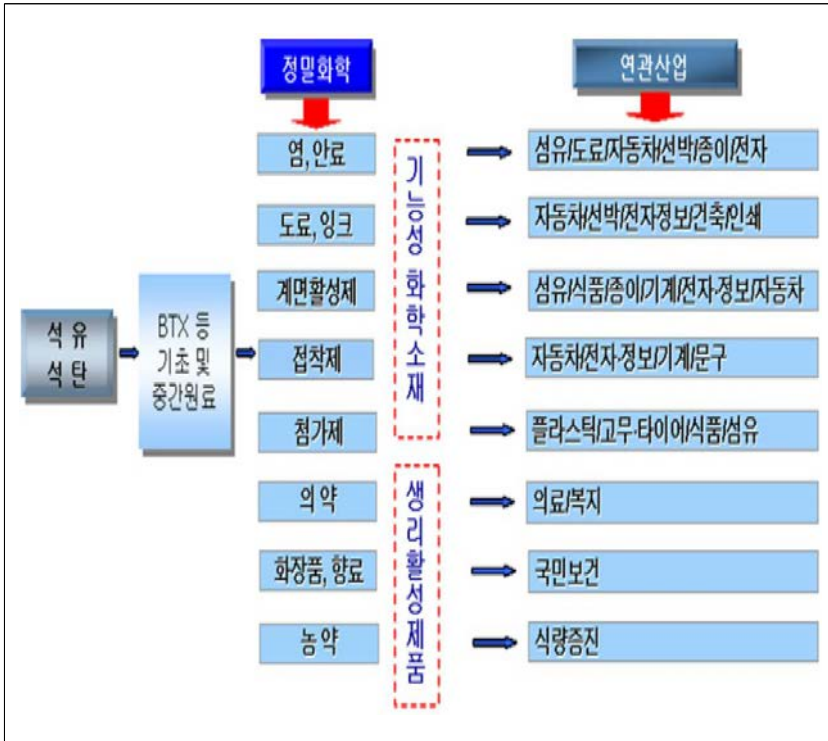 정밀화학
연관산업
석유
석탄
BTX 등
기초 및
중간원료
염, 안료
도료, 잉크
계면활성제
접착제
첨가제
의약
화장품, 향료
농약
기능성 화학소재
생리활성제품
섬유/도료/자동차/선박/종이/전자
자동차/선박/전자정보/건축/인쇄
섬유/식품/종이/기계/전자·정보/자동차
자동차/전자·정보/기계/문구
플라스틱/고무·타이어/식품/섬유
의료/복지
국민보건
식량증진